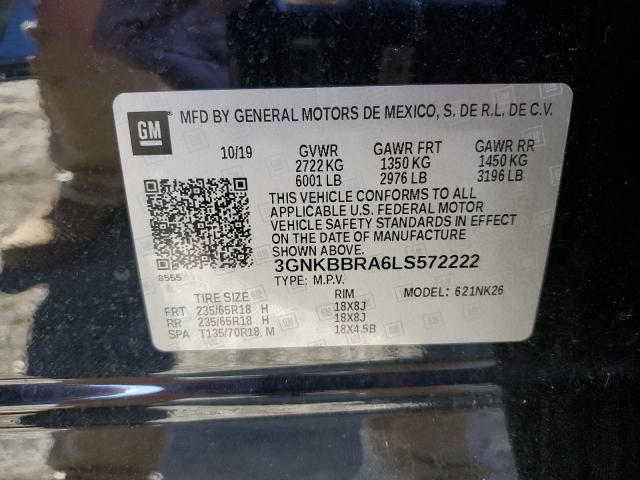 GM
MFD BY GENERAL MOTORS DE MEXICO, S. DE R.L. DE C.V.
10/19 GVWR GAWR FRT GAWR RR
2722 KG 1350 KG 1450 KG
6001 LB 2976 LB 3196 LB
THIS VEHICLE CONFORMS TO ALL
APPLICABLE U.S. FEDERAL MOTOR
VEHICLE SAFETY STANDARDS IN EFFECT
ON THE DATE OF MANUFACTURE SHOWN ABOVE.
8555 3GNKBBRA6LS572222
TYPE: M.P.V. MODEL: 621NK26
TIRE SIZE RIM
FRT 235/65R18 H 18X8J
RR 235/65R18 H 18X8J
SPA T135/70R18 M 18X4.5B